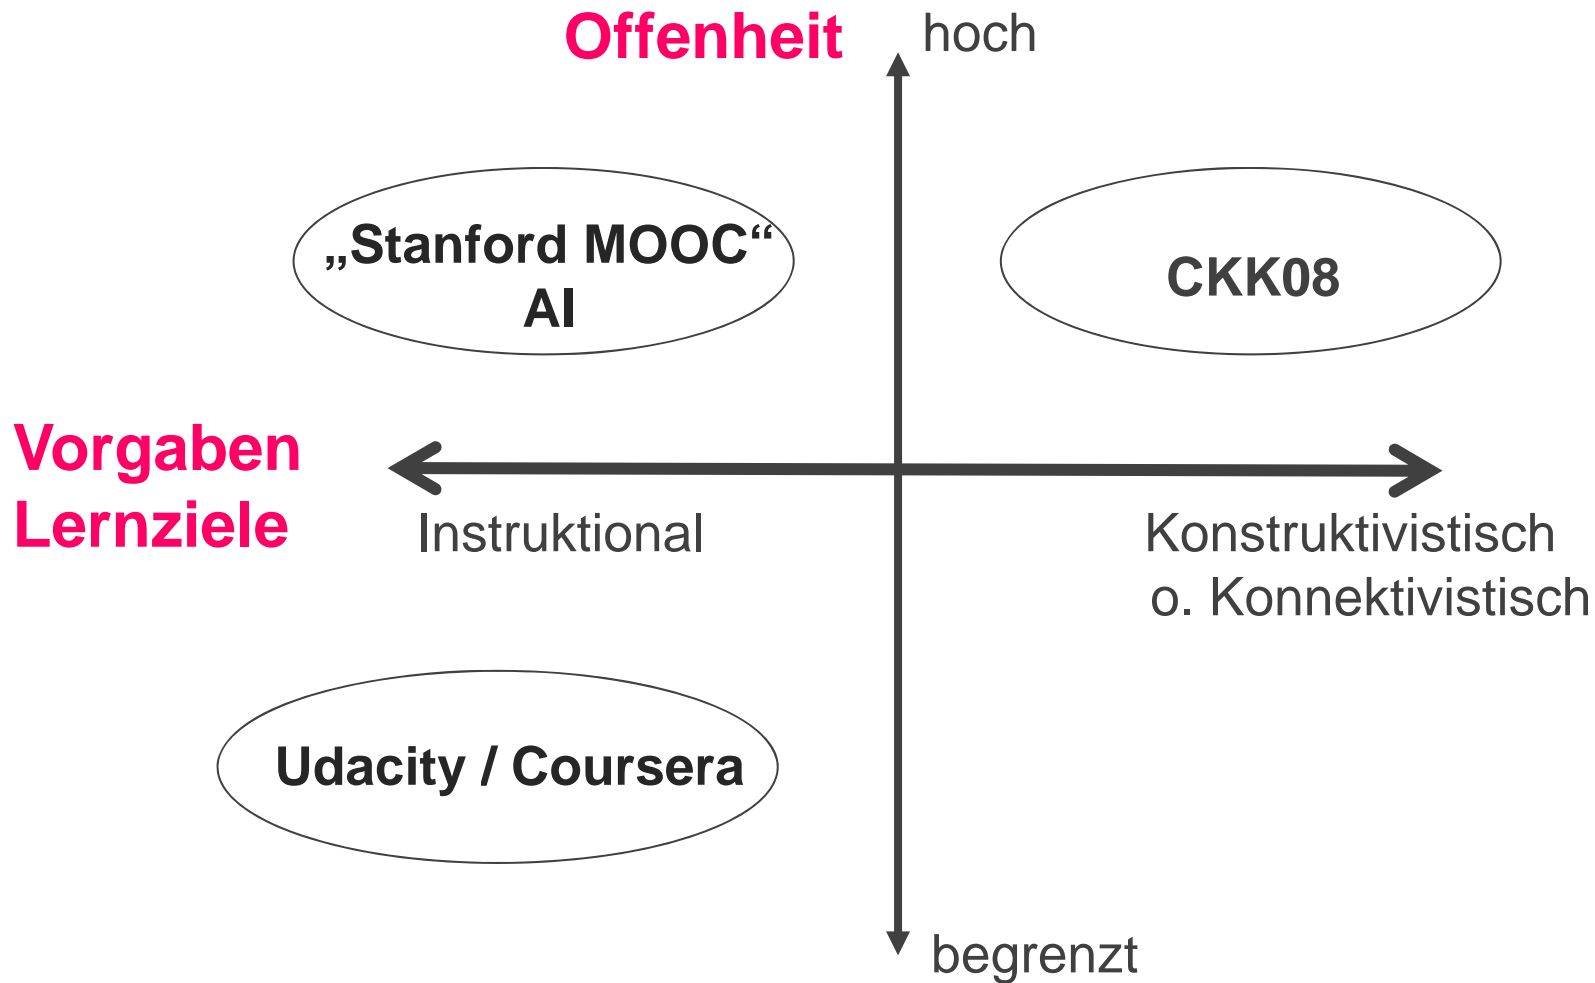 Offenheit hoch
„Stanford MOOC“
AI
CKK08
Vorgaben
Lernziele
Instruktional
Konstruktivistisch
o. Konnektivistisch
Udacity / Coursera
begrenzt